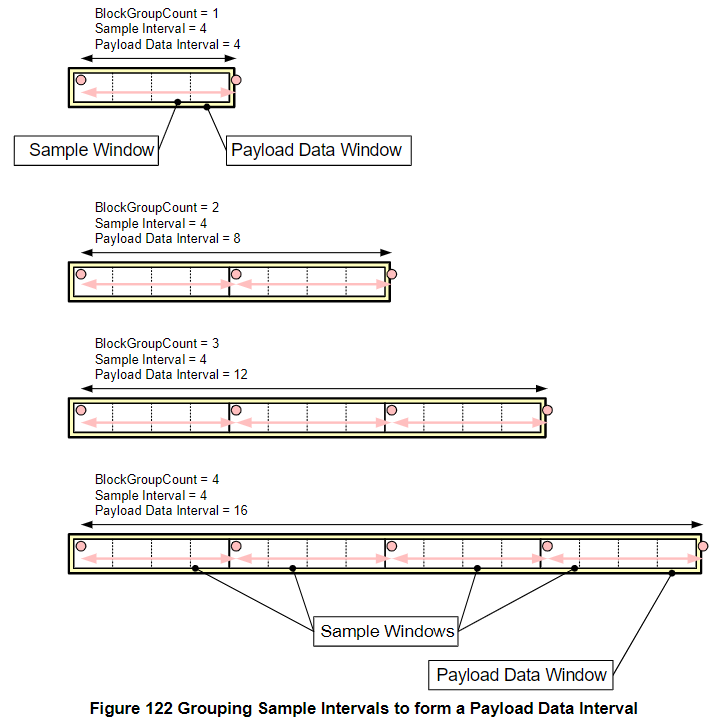 BlockGroupCount = 1
Sample Interval = 4
Payload Data Interval = 4
Sample Window
Payload Data Window
BlockGroupCount = 2
Sample Interval = 4
Payload Data Interval = 8
BlockGroupCount = 3
Sample Interval = 4
Payload Data Interval = 12
BlockGroupCount = 4
Sample Interval = 4
Payload Data Interval = 16
Sample Windows
Payload Data Window
Figure 122 Grouping Sample Intervals to form a Payload Data Interval